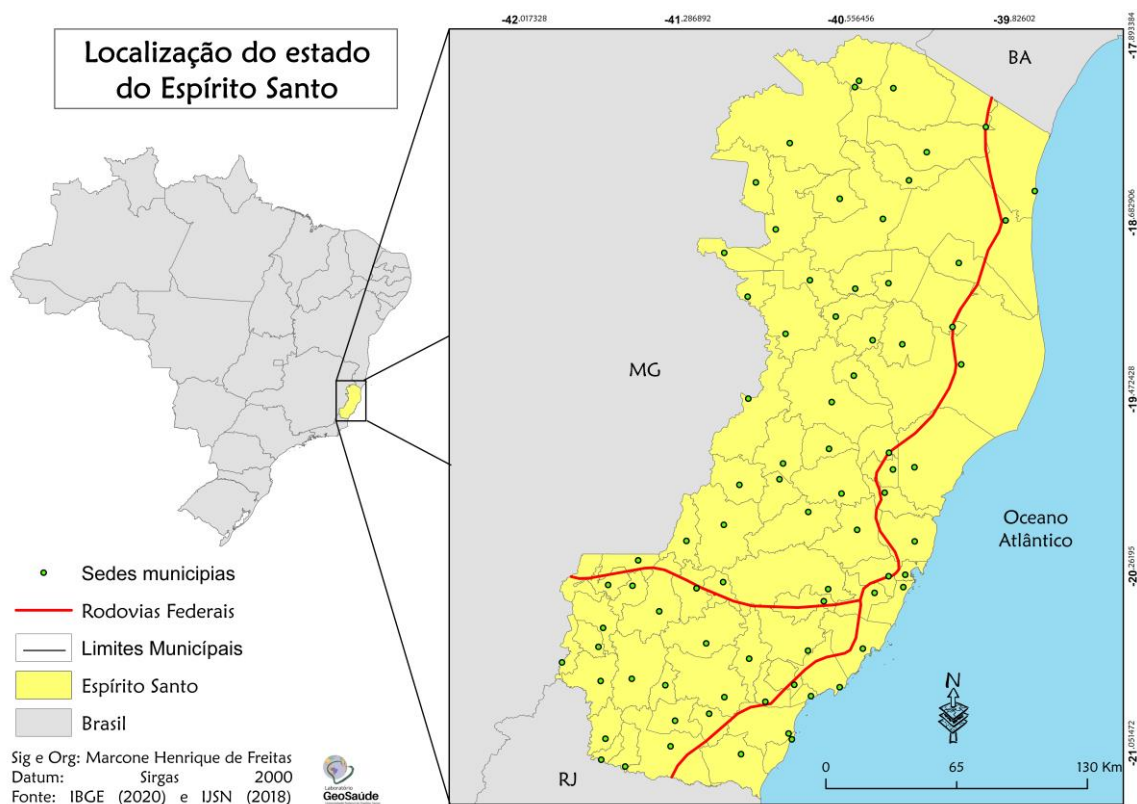 Localização do estado
do Espírito Santo
-42.017328
-41.286892
-40.556456
-39.82602
-17.893384
-18.682906
-19.472428
-20.26195
-21.051472
BA
MG
RJ
Oceano
Atlântico
N
0 65 130 Km
Sedes municipias
Rodovias Federais
Limites Municípais
Espírito Santo
Brasil
Sig e Org: Marcone Henrique de Freitas
Datum: Sirgas 2000
Fonte: IBGE (2020) e IJSN (2018)
Laboratório
GeoSaúde